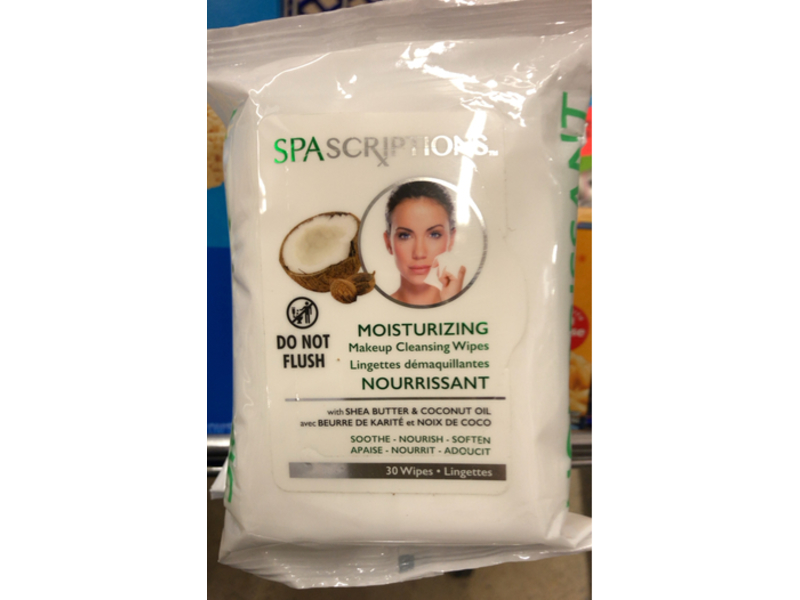 SPASCRIPTIONS
DO NOT
FLUSH
MOISTURIZING
Makeup Cleansing Wipes
Lingettes démaquillantes
NOURRISSANT
with SHEA BUTTER & COCONUT OIL
avec BEURRE DE KARITÉ et NOIX DE COCO
SOOTHE - NOURISH - SOFTEN
APAISE - NOURRIT - ADOUCIT
30 Wipes • Lingettes